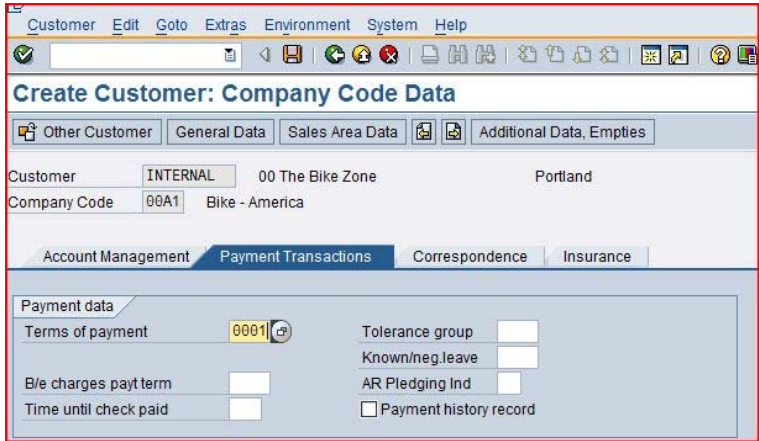 Customer Edit Goto Extras Environment System Help
Create Customer: Company Code Data
Other Customer General Data Sales Area Data Additional Data, Empties
Customer INTERNAL 00 The Bike Zone Portland
Company Code 00A1 Bike - America
Account Management Payment Transactions Correspondence Insurance
Payment data
Terms of payment 0001 Tolerance group
Known/neg.leave
B/e charges payt term AR Pledging Ind
Time until check paid Payment history record